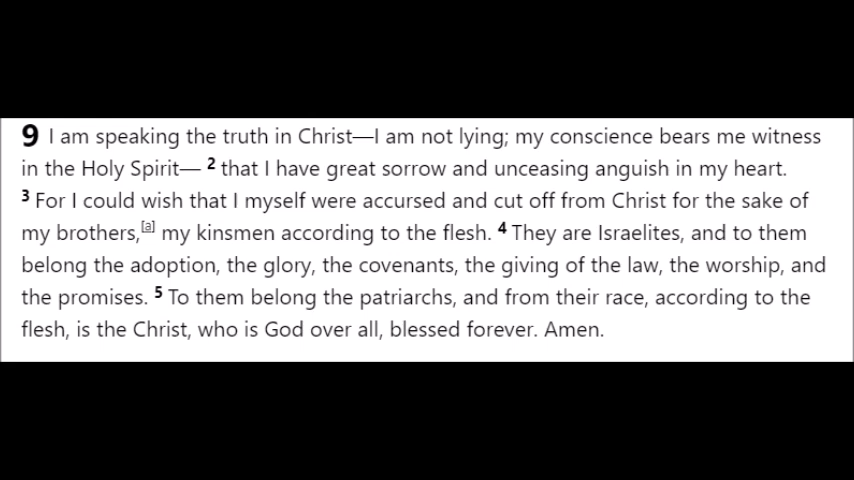 9 I am speaking the truth in Christ—I am not lying; my conscience bears me witness
in the Holy Spirit— 2 that I have great sorrow and unceasing anguish in my heart.
3 For I could wish that I myself were accursed and cut off from Christ for the sake of
my brothers,[a] my kinsmen according to the flesh. 4 They are Israelites, and to them
belong the adoption, the glory, the covenants, the giving of the law, the worship, and
the promises. 5 To them belong the patriarchs, and from their race, according to the
flesh, is the Christ, who is God over all, blessed forever. Amen.